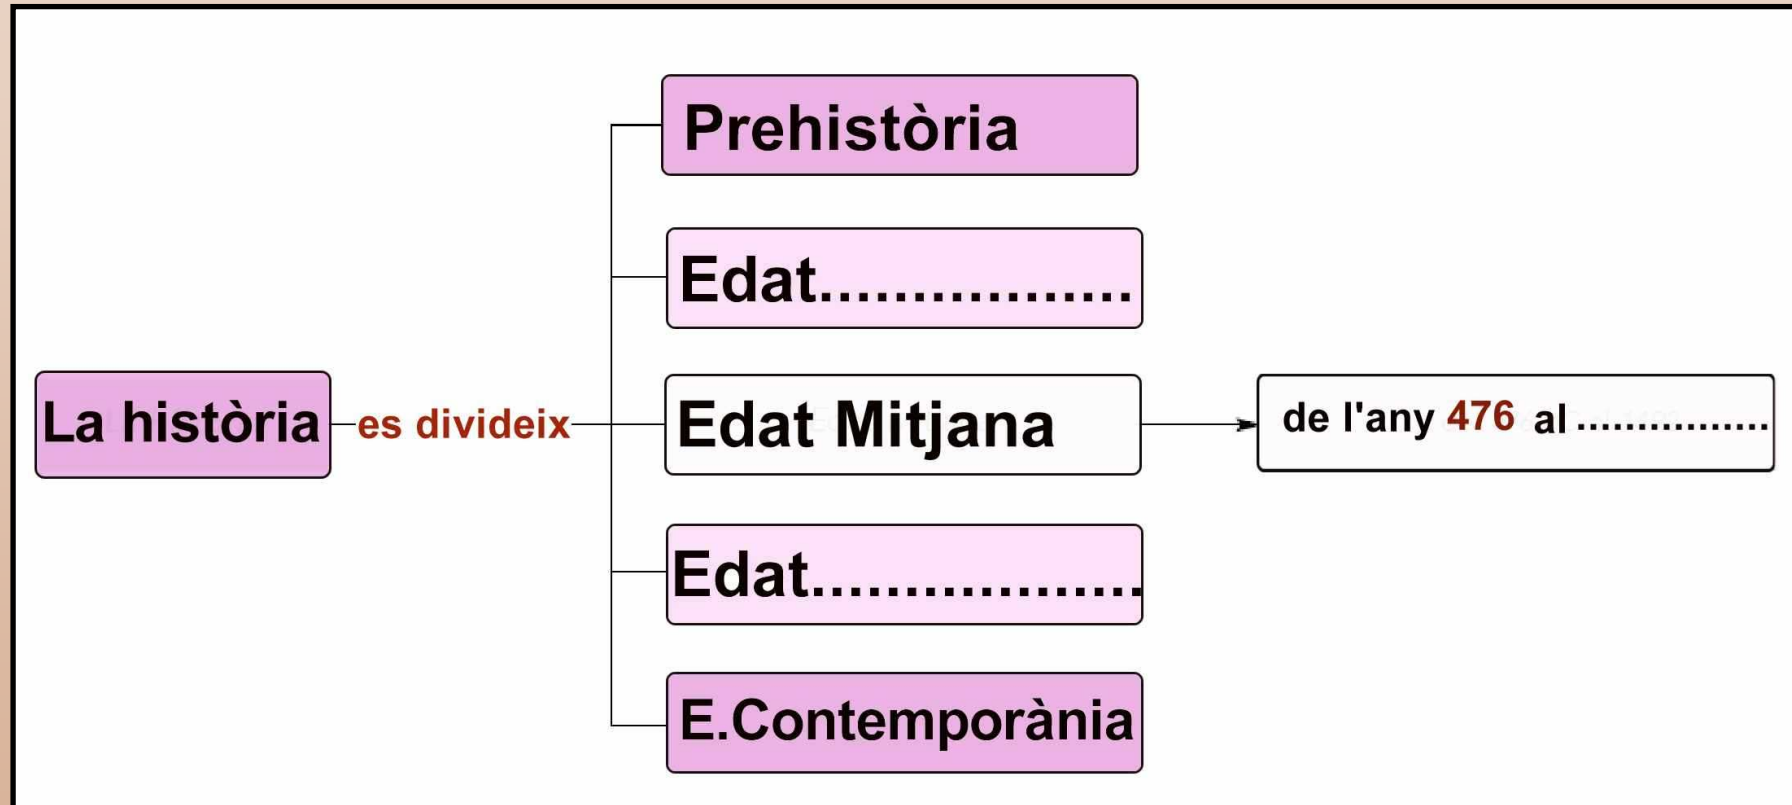 Prehistòria
Edat.................
Edat Mitjana
La història es divideix
de l'any 476 al ................
Edat..................
E.Contemporània